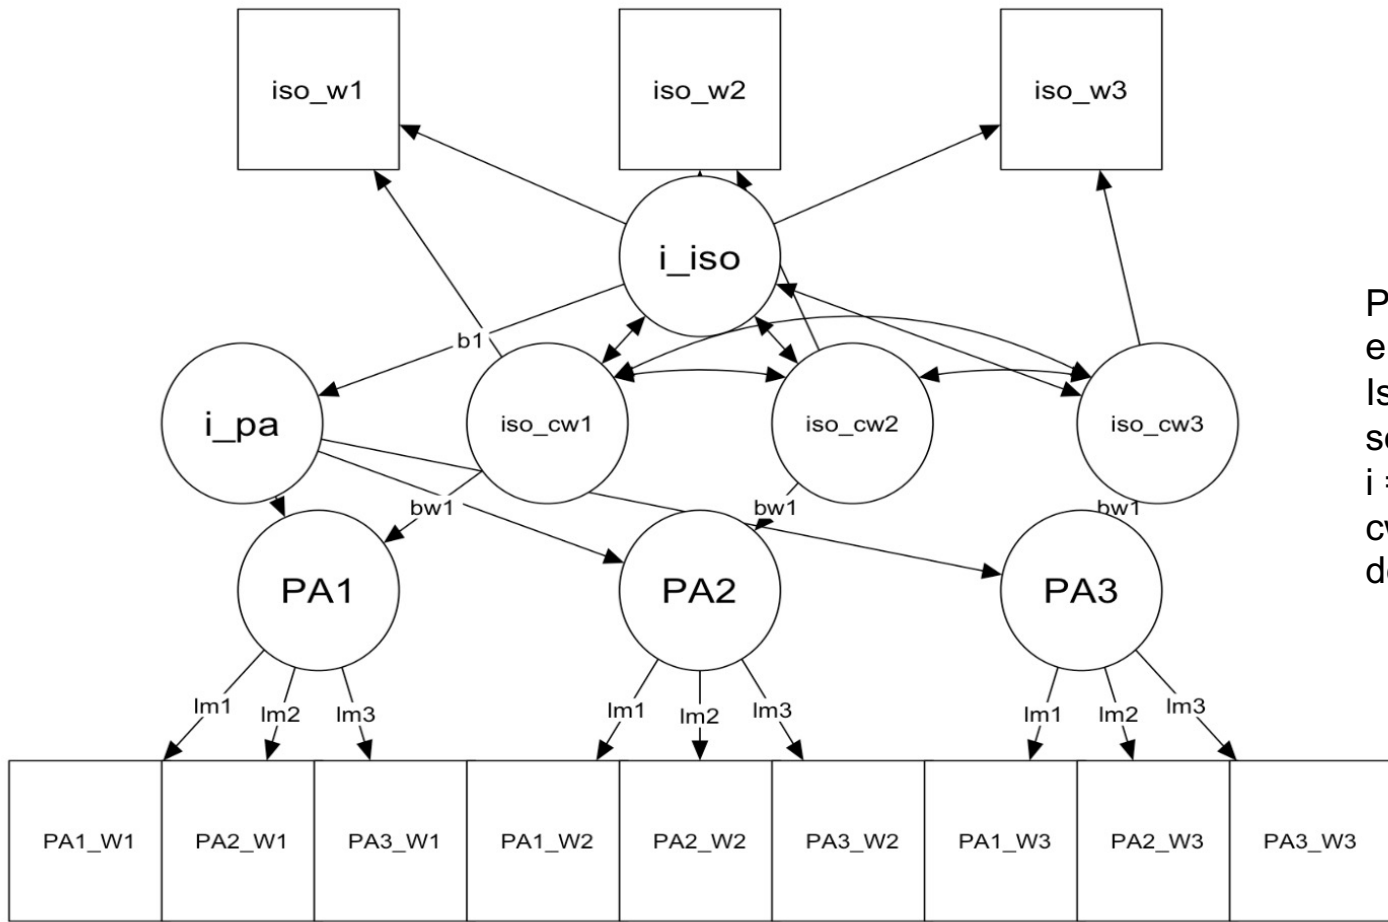 iso_w1
iso_w2
iso_w3
i_iso
b1
i_pa
iso_cw1
iso_cw2
iso_cw3
bw1
bw1
bw1
PA1
PA2
PA3
lm1
lm2
lm3
lm1
lm2
lm3
lm1
lm2
lm3
PA1_W1
PA2_W1
PA3_W1
PA1_W2
PA2_W2
PA3_W2
PA1_W3
PA2_W3
PA3_W3
i